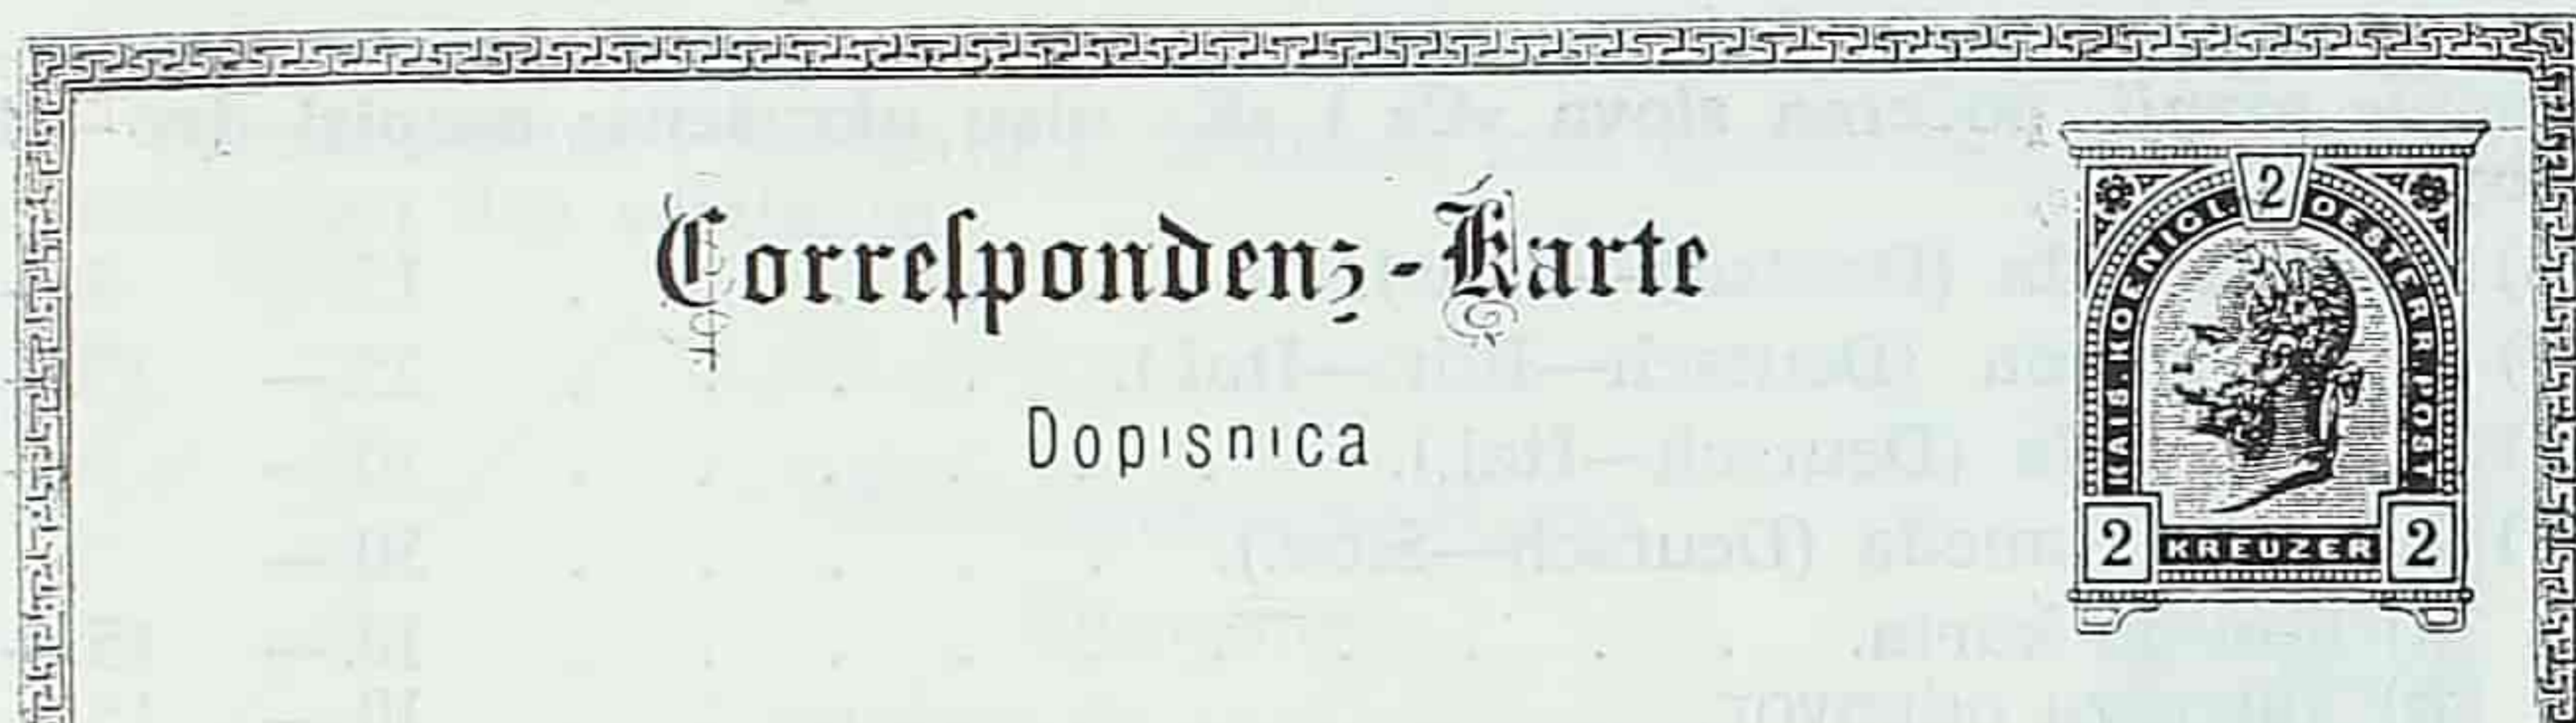 Correſpondenz-Karte
Dopisnica
2
KAIS. KOENIGL. OESTERR. POST
2 KREUZER 2